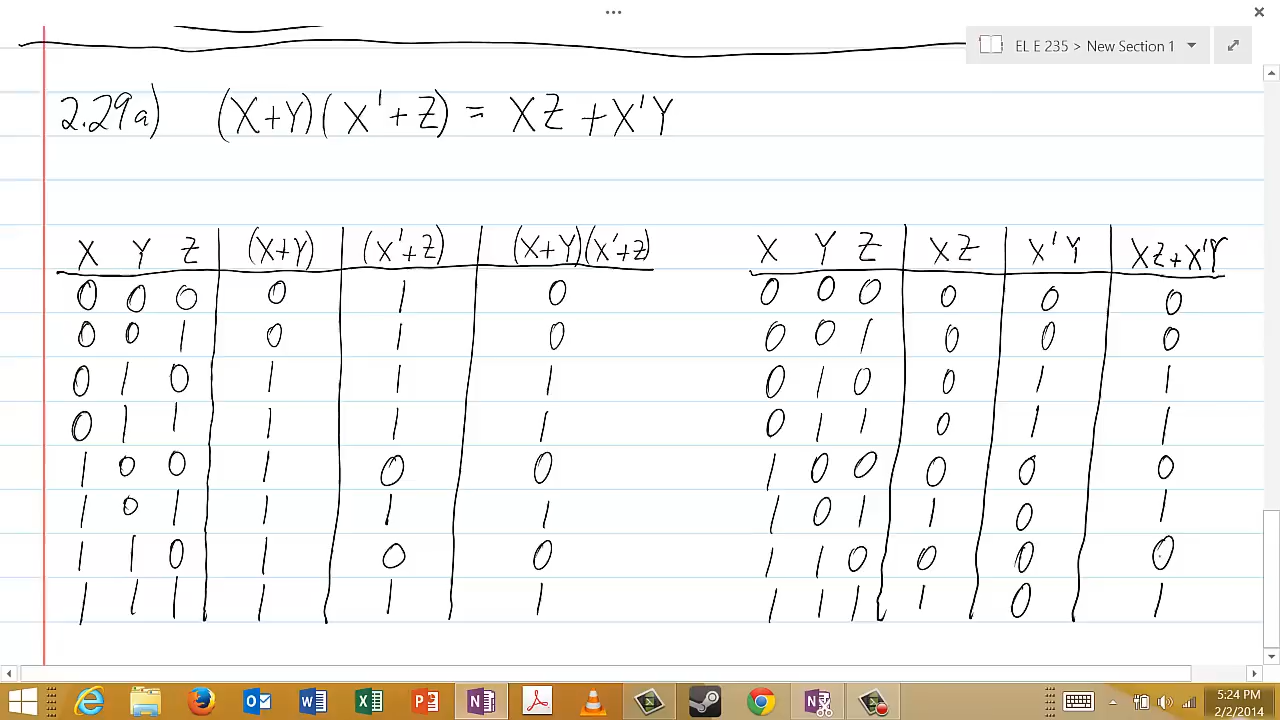 EL E 235 > New Section 1
2.29a) (X+Y)(X'+Z) = XZ + X'Y
X Y Z (X+Y) (X'+Z) (X+Y)(X'+Z)
0 0 0 0 1 0
0 0 1 0 1 0
0 1 0 1 1 1
0 1 1 1 1 1
1 0 0 1 0 0
1 0 1 1 1 1
1 1 0 1 0 0
1 1 1 1 1 1
X Y Z XZ X'Y XZ+X'Y
0 0 0 0 0 0
0 0 1 0 0 0
0 1 0 0 1 1
0 1 1 0 1 1
1 0 0 0 0 0
1 0 1 1 0 1
1 1 0 0 0 0
1 1 1 1 0 1
5:24 PM
2/2/2014